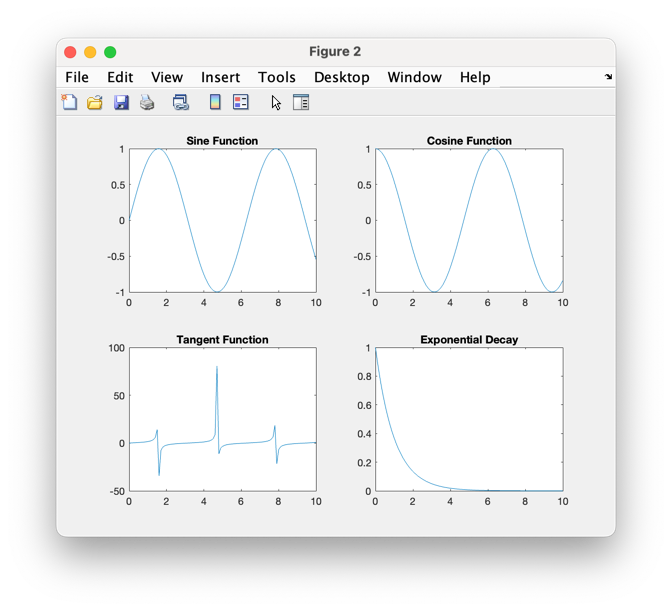 Figure 2
File Edit View Insert Tools Desktop Window Help
Sine Function
1
0.5
0
-0.5
-1
0 2 4 6 8 10
Cosine Function
1
0.5
0
-0.5
-1
0 2 4 6 8 10
Tangent Function
100
50
0
-50
0 2 4 6 8 10
Exponential Decay
1
0.8
0.6
0.4
0.2
0
0 2 4 6 8 10